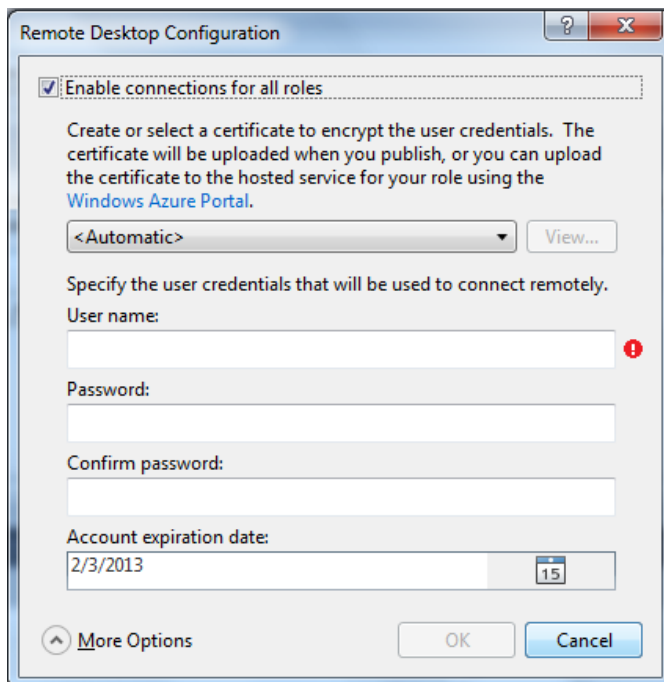 Remote Desktop Configuration
?
Enable connections for all roles
Create or select a certificate to encrypt the user credentials. The
certificate will be uploaded when you publish, or you can upload
the certificate to the hosted service for your role using the
Windows Azure Portal.
<Automatic>
View...
Specify the user credentials that will be used to connect remotely.
User name:
Password:
Confirm password:
Account expiration date:
2/3/2013
15
More Options
OK
Cancel